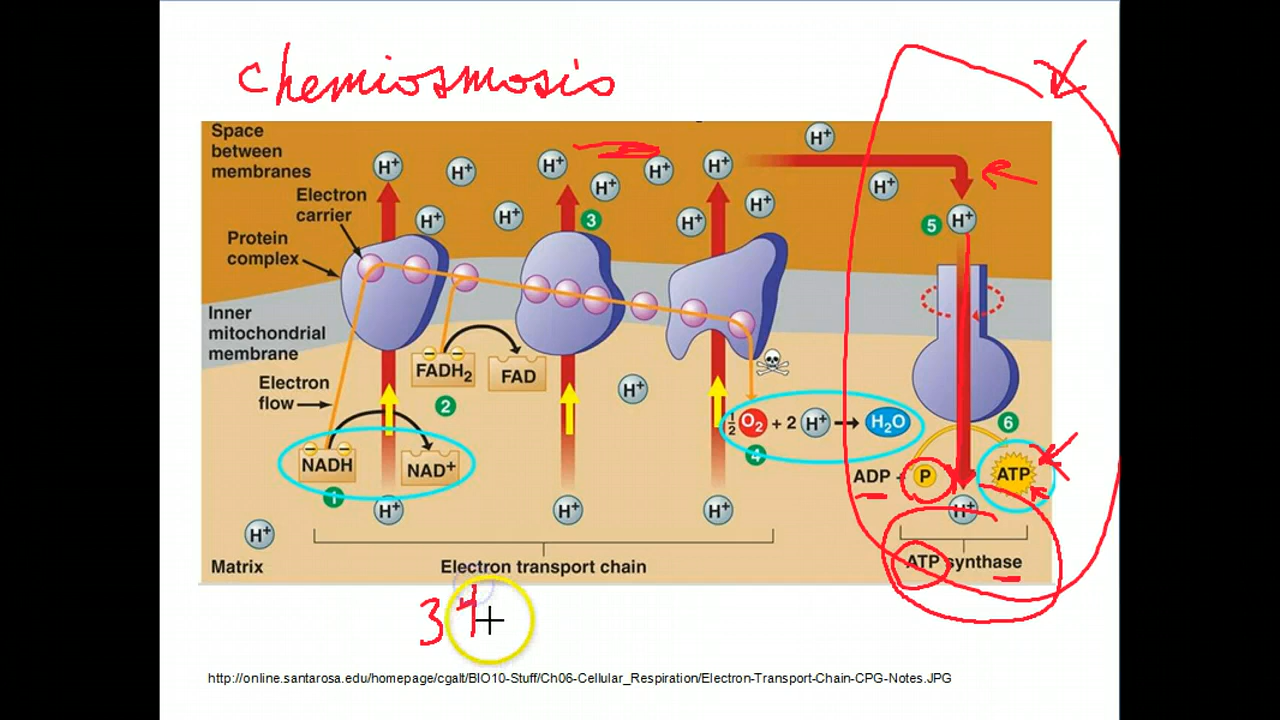 chemiosmosis
Space
between
membranes
H⁺
H⁺
H⁺
H⁺
H⁺
H⁺
H⁺
H⁺
H⁺
H⁺
H⁺
H⁺
Electron
carrier
3
5
H⁺
Protein
complex
Inner
mitochondrial
membrane
FADH₂
FAD
H⁺
2
Electron
flow
½ O₂ + 2 H⁺ → H₂O
6
4
NADH
NAD⁺
ADP + P
ATP
1
H⁺
H⁺
H⁺
H⁺
H⁺
Matrix
Electron transport chain
ATP synthase
34
http://online.santarosa.edu/homepage/cgalt/BIO10-Stuff/Ch06-Cellular_Respiration/Electron-Transport-Chain-CPG-Notes.JPG